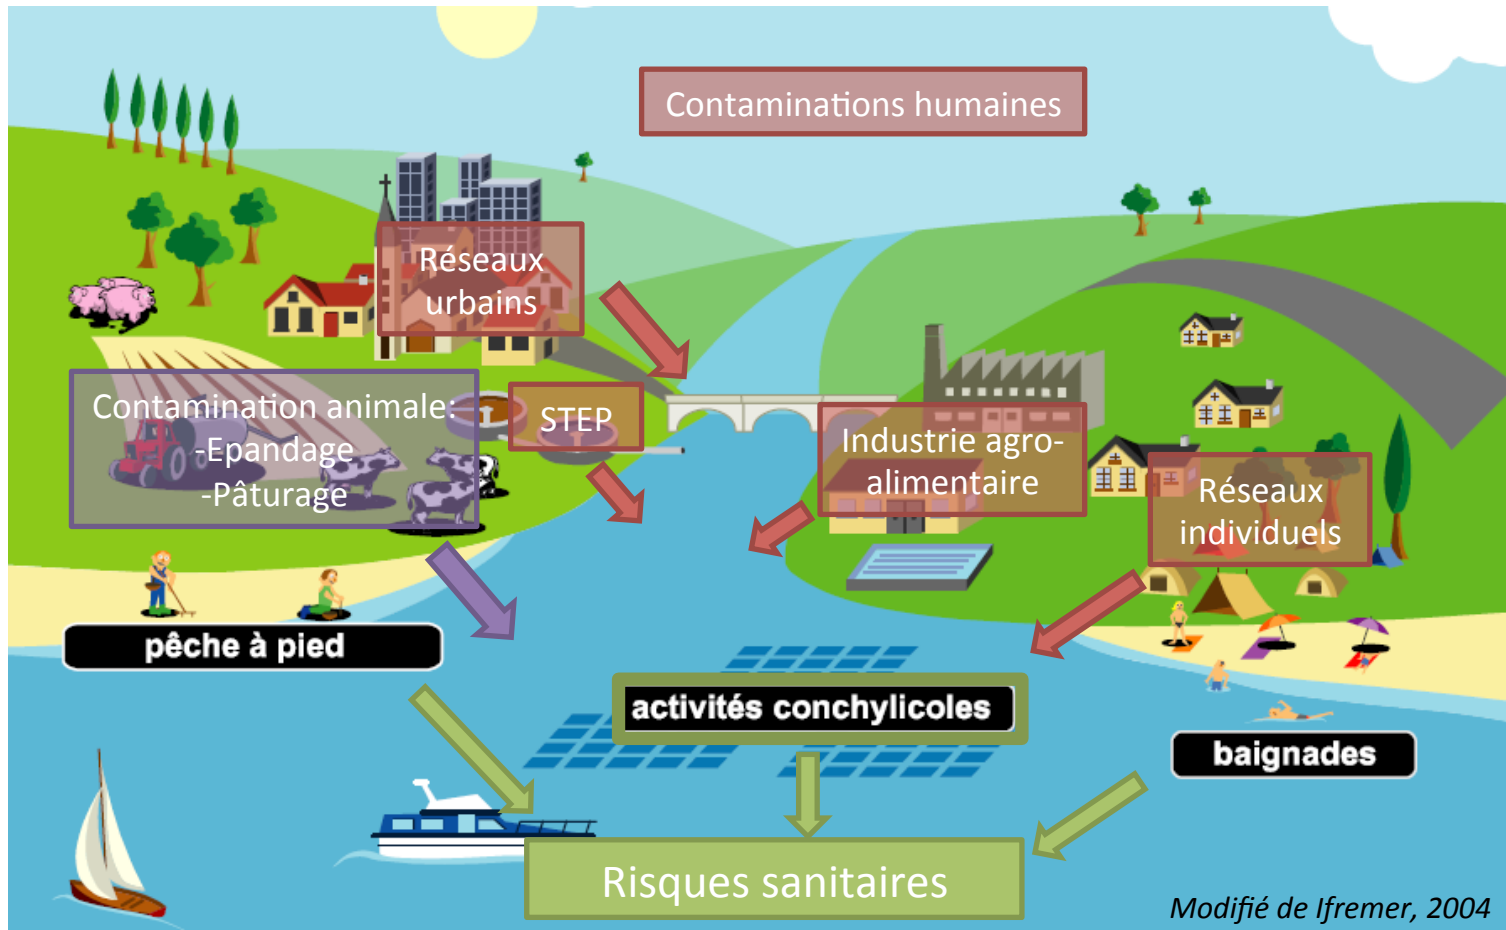 Contaminations humaines
Réseaux
urbains
Contamination animale:
-Epandage
-Pâturage
STEP
Industrie agro-
alimentaire
Réseaux
individuels
pêche à pied
activités conchylicoles
baignades
Risques sanitaires
Modifié de Ifremer, 2004